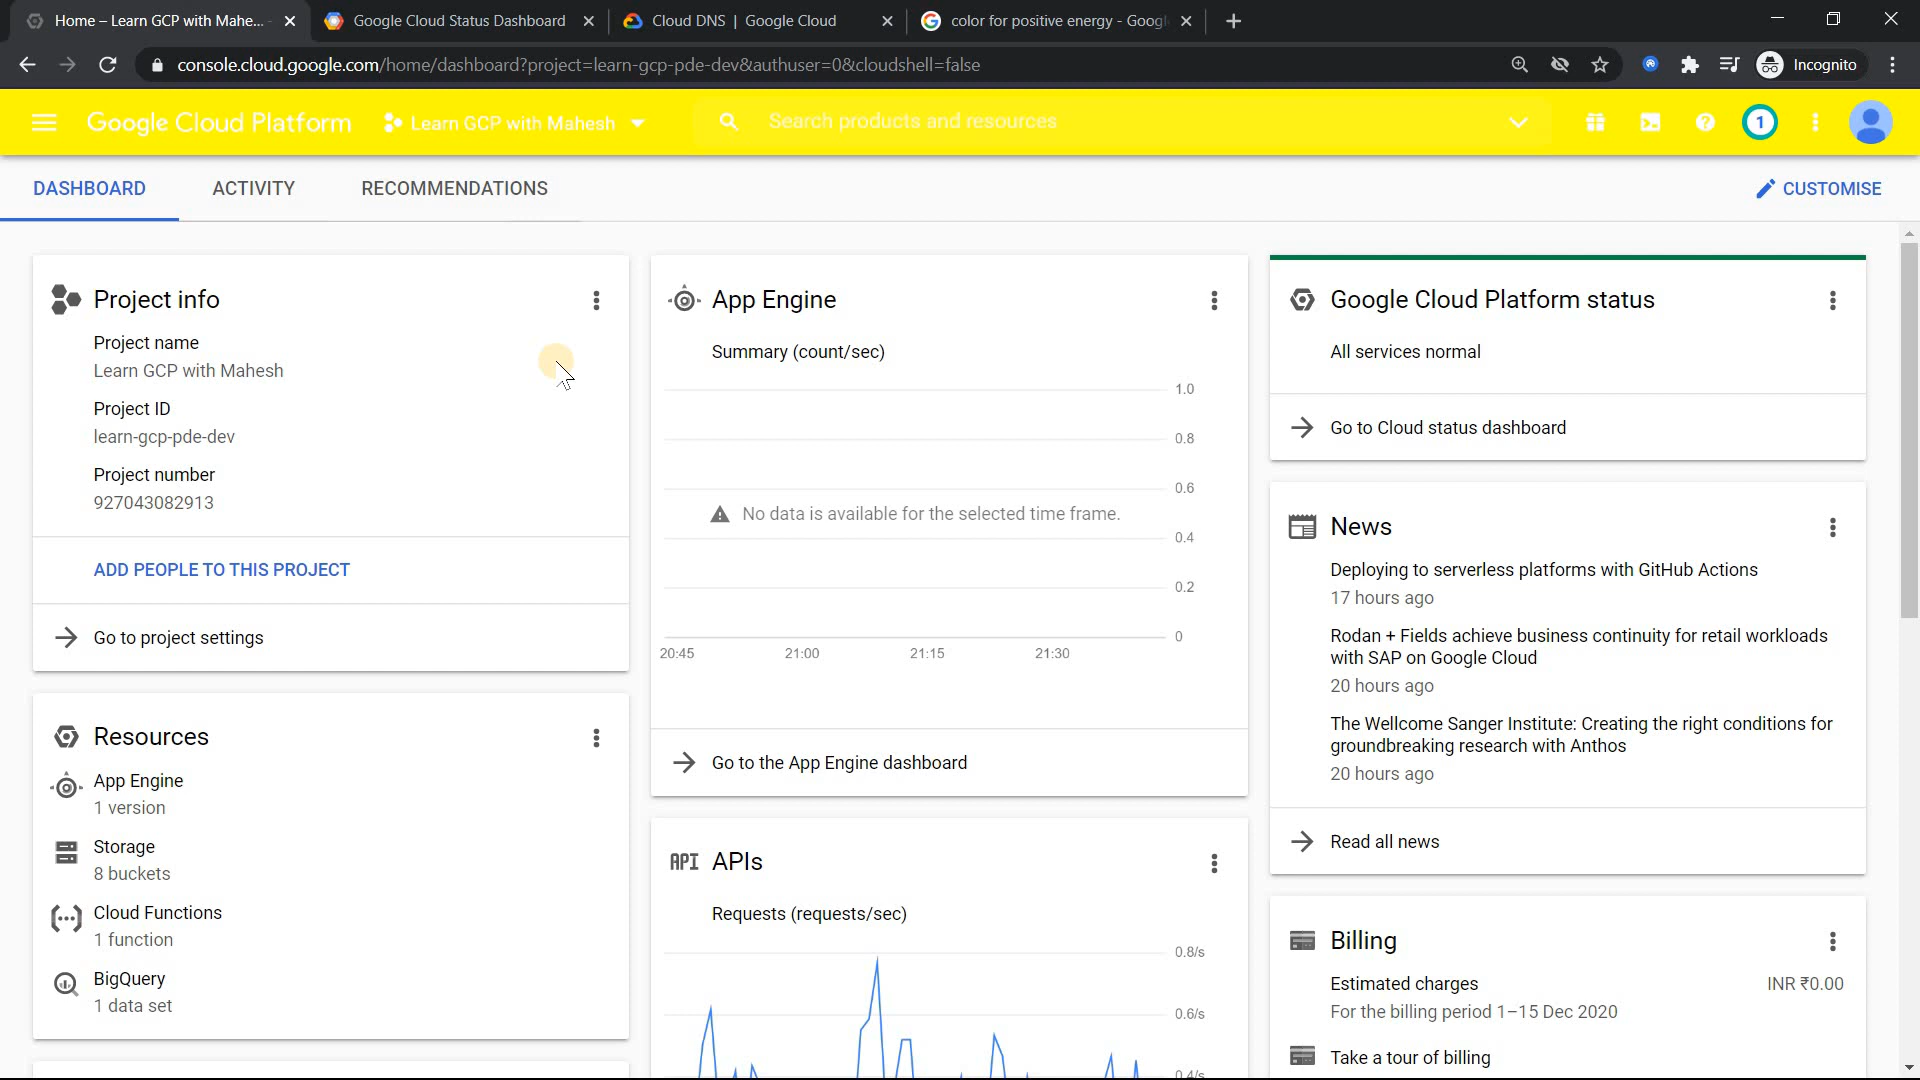 Home – Learn GCP with Mahe...
Google Cloud Status Dashboard
Cloud DNS | Google Cloud
color for positive energy - Googl
console.cloud.google.com/home/dashboard?project=learn-gcp-pde-dev&authuser=0&cloudshell=false
Incognito
Google Cloud Platform
Learn GCP with Mahesh
Search products and resources
1
DASHBOARD
ACTIVITY
RECOMMENDATIONS
CUSTOMISE
Project info
Project name
Learn GCP with Mahesh
Project ID
learn-gcp-pde-dev
Project number
927043082913
ADD PEOPLE TO THIS PROJECT
Go to project settings
Resources
App Engine
1 version
Storage
8 buckets
Cloud Functions
1 function
BigQuery
1 data set
App Engine
Summary (count/sec)
1.0
0.8
0.6
No data is available for the selected time frame.
0.4
0.2
0
20:45
21:00
21:15
21:30
Go to the App Engine dashboard
API APIs
Requests (requests/sec)
0.8/s
0.6/s
0.4/s
Google Cloud Platform status
All services normal
Go to Cloud status dashboard
News
Deploying to serverless platforms with GitHub Actions
17 hours ago
Rodan + Fields achieve business continuity for retail workloads
with SAP on Google Cloud
20 hours ago
The Wellcome Sanger Institute: Creating the right conditions for
groundbreaking research with Anthos
20 hours ago
Read all news
Billing
Estimated charges
INR ₹0.00
For the billing period 1–15 Dec 2020
Take a tour of billing